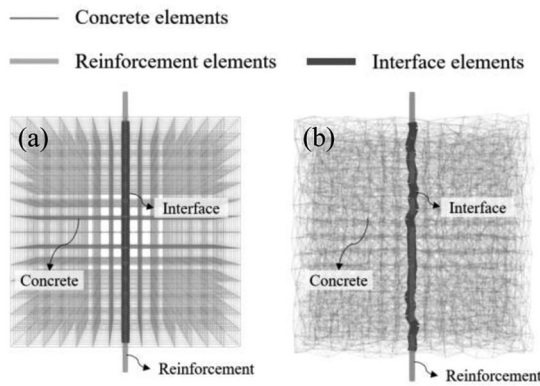 Concrete elements
Reinforcement elements
Interface elements
(a)
(b)
Interface
Interface
Concrete
Concrete
Reinforcement
Reinforcement